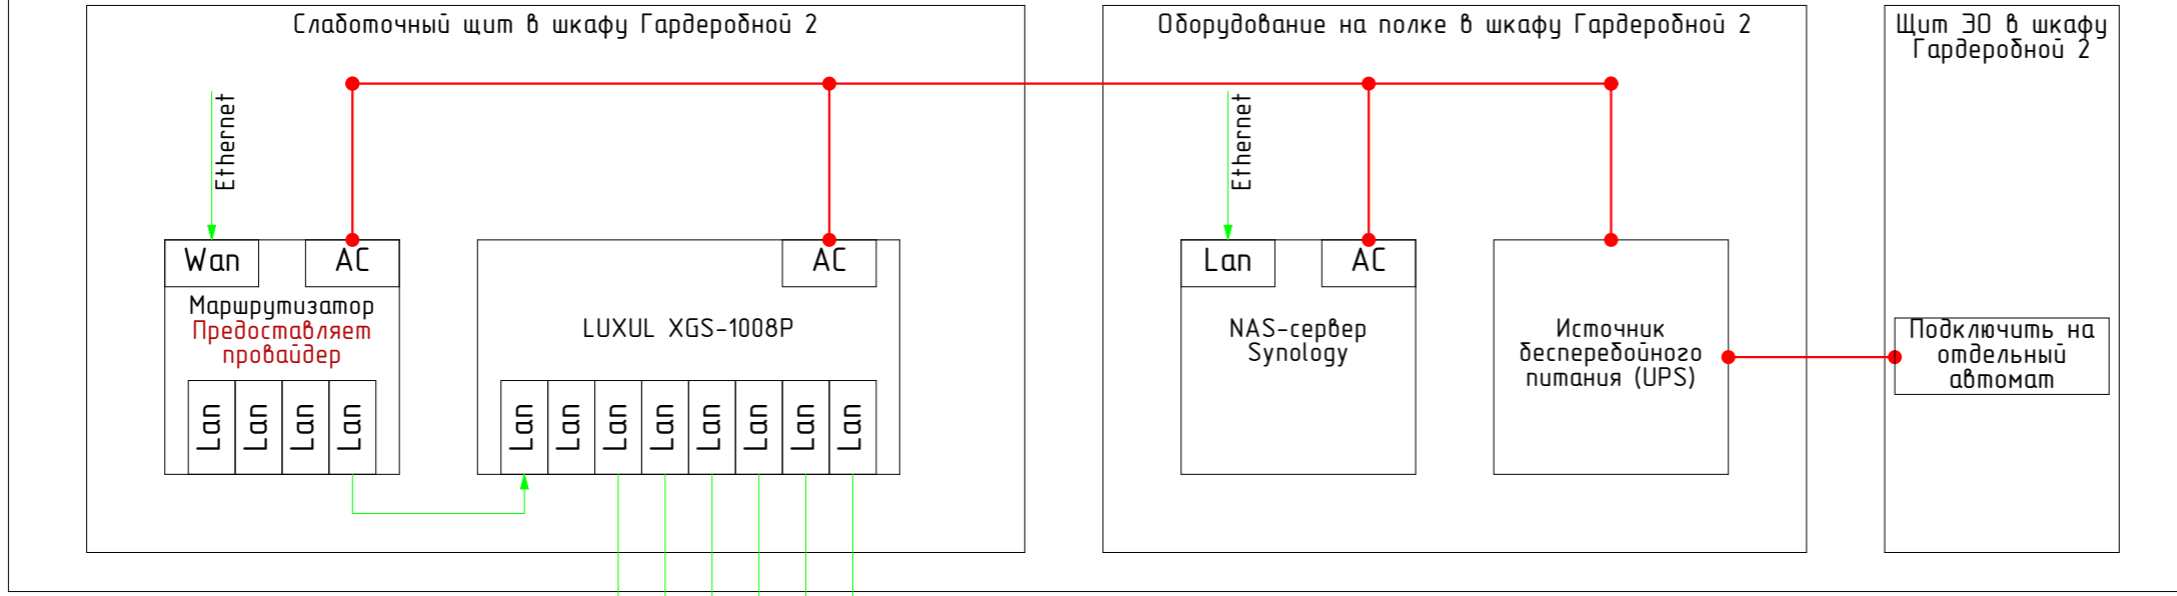 Слаботочный щит в шкафу Гардеробной 2
Ethernet
Wan
AC
Маршрутизатор
Предоставляет
провайдер
Lan
Lan
Lan
Lan
AC
LUXUL XGS-1008P
Lan
Lan
Lan
Lan
Lan
Lan
Lan
Lan
Оборудование на полке в шкафу Гардеробной 2
Ethernet
Lan
AC
NAS-сервер
Synology
Источник
бесперебойного
питания (UPS)
Щит ЭО в шкафу
Гардеробной 2
Подключить на
отдельный
автомат